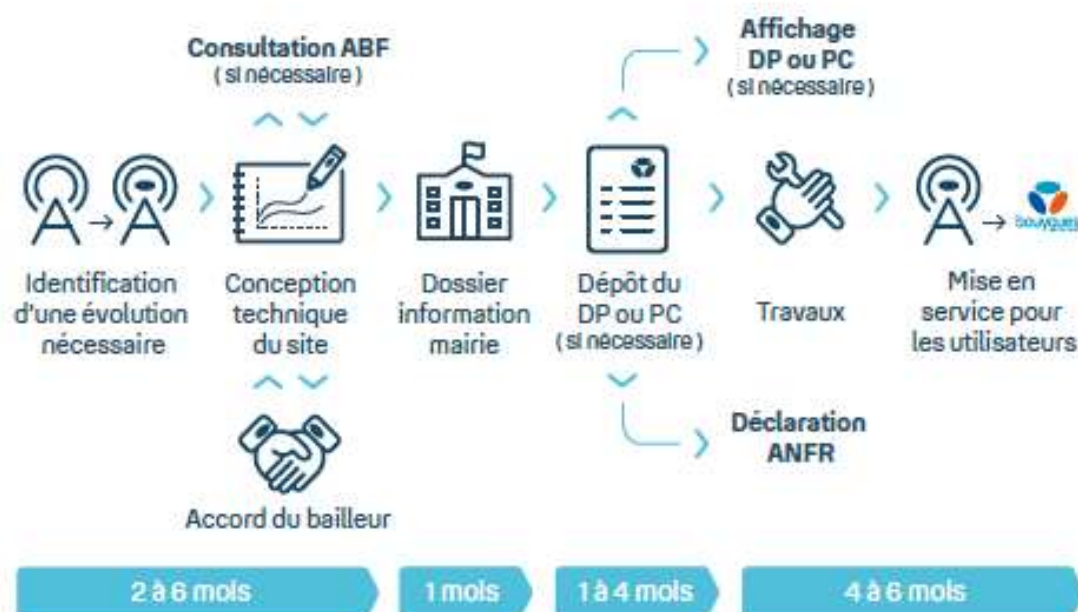 Consultation ABF
( si nécessaire )
Affichage
DP ou PC
( si nécessaire )
Identification
d'une évolution
nécessaire
Conception
technique
du site
Dossier
information
mairie
Dépôt du
DP ou PC
( si nécessaire )
Travaux
bouygues
Mise en
service pour
les utilisateurs
Accord du bailleur
Déclaration
ANFR
2 à 6 mois
1 mois
1 à 4 mois
4 à 6 mois